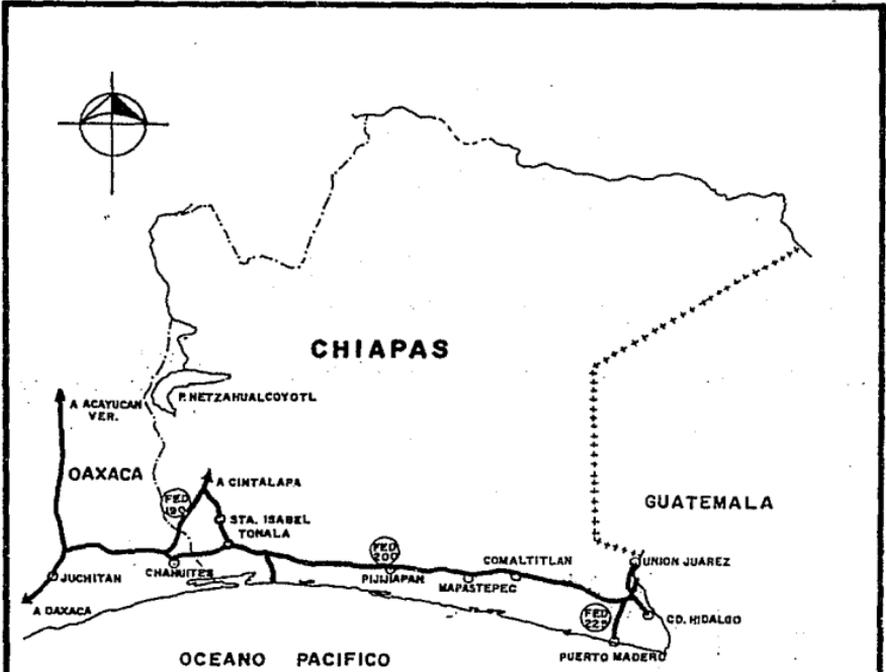 CHIAPAS
P. NETZAHUALCOYOTL
A ACAYUCAN
VER.
OAXACA
A CINTALAPA
FED
190
GUATEMALA
STA. ISABEL
TONALA
FED
200
COMALTITLAN
UNION JUAREZ
JUCHITAN
CHAHUITES
PIJIJIAPAN
MAPASTEPEC
A OAXACA
FED
225
CD. HIDALGO
PUERTO MADERO
OCEANO PACIFICO